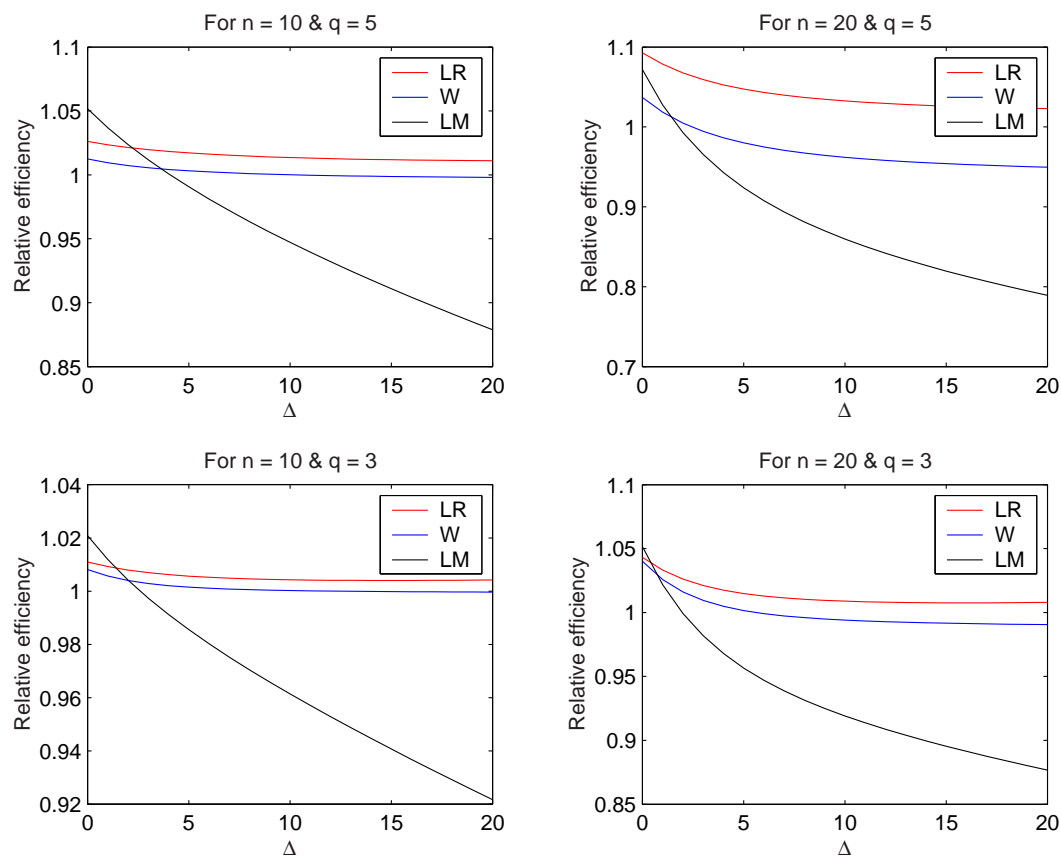 For n = 10 & q = 5
1.1
1.05
1
0.95
0.9
0.85
Relative efficiency
LR
W
LM
0 5 10 15 20
Δ
For n = 20 & q = 5
1.1
1
0.9
0.8
0.7
Relative efficiency
LR
W
LM
0 5 10 15 20
Δ
For n = 10 & q = 3
1.04
1.02
1
0.98
0.96
0.94
0.92
Relative efficiency
LR
W
LM
0 5 10 15 20
Δ
For n = 20 & q = 3
1.1
1.05
1
0.95
0.9
0.85
Relative efficiency
LR
W
LM
0 5 10 15 20
Δ